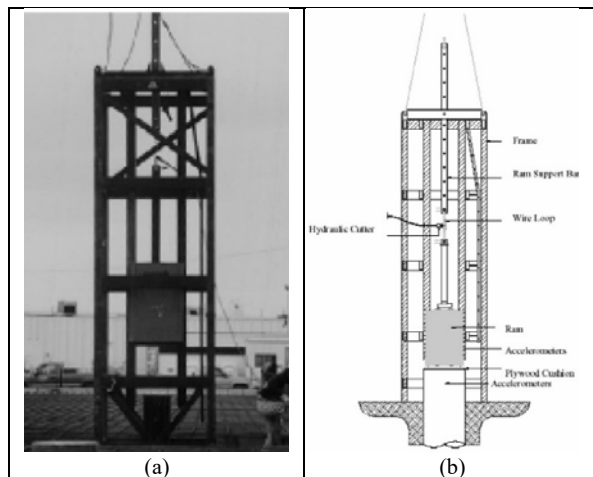 Frame
Ram Support Bar
Wire Loop
Hydraulic Cutter
Ram
Accelerometers
Plywood Cushion
Accelerometers
(a)
(b)